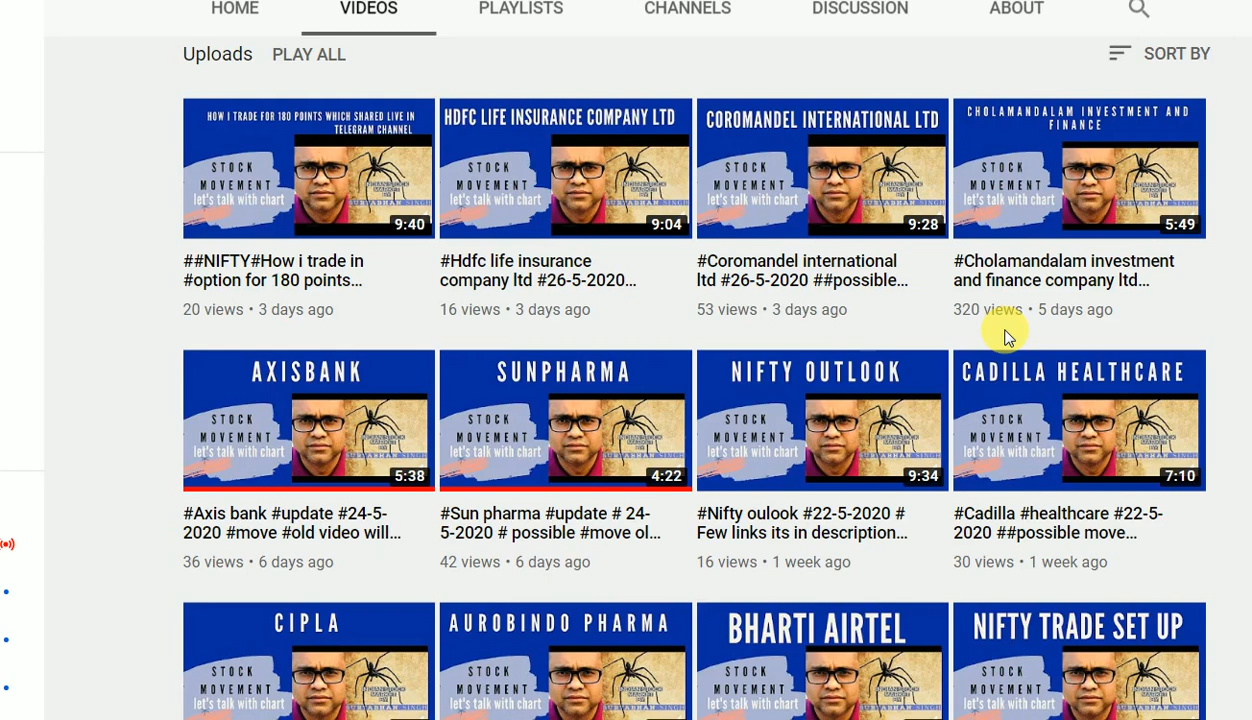 HOME VIDEOS PLAYLISTS CHANNELS DISCUSSION ABOUT
Uploads PLAY ALL SORT BY
HOW I TRADE FOR 180 POINTS WHICH SHARED LIVE IN
TELEGRAM CHANNEL
STOCK
MOVEMENT
let's talk with chart
9:40
##NIFTY#How i trade in
#option for 180 points...
20 views • 3 days ago
HDFC LIFE INSURANCE COMPANY LTD
STOCK
MOVEMENT
let's talk with chart
9:04
#Hdfc life insurance
company ltd #26-5-2020...
16 views • 3 days ago
COROMANDEL INTERNATIONAL LTD
STOCK
MOVEMENT
let's talk with chart
9:28
#Coromandel international
ltd #26-5-2020 ##possible...
53 views • 3 days ago
CHOLAMANDALAM INVESTMENT AND
FINANCE
STOCK
MOVEMENT
let's talk with chart
5:49
#Cholamandalam investment
and finance company ltd...
320 views • 5 days ago
AXISBANK
STOCK
MOVEMENT
let's talk with chart
5:38
#Axis bank #update #24-5-
2020 #move #old video will...
36 views • 6 days ago
SUNPHARMA
STOCK
MOVEMENT
let's talk with chart
4:22
#Sun pharma #update # 24-
5-2020 # possible #move ol...
42 views • 6 days ago
NIFTY OUTLOOK
STOCK
MOVEMENT
let's talk with chart
9:34
#Nifty oulook #22-5-2020 #
Few links its in description...
16 views • 1 week ago
CADILLA HEALTHCARE
STOCK
MOVEMENT
let's talk with chart
7:10
#Cadilla #healthcare #22-5-
2020 ##possible move...
30 views • 1 week ago
CIPLA
STOCK
MOVEMENT
let's talk with chart
AUROBINDO PHARMA
STOCK
MOVEMENT
let's talk with chart
BHARTI AIRTEL
STOCK
MOVEMENT
let's talk with chart
NIFTY TRADE SET UP
STOCK
MOVEMENT
let's talk with chart